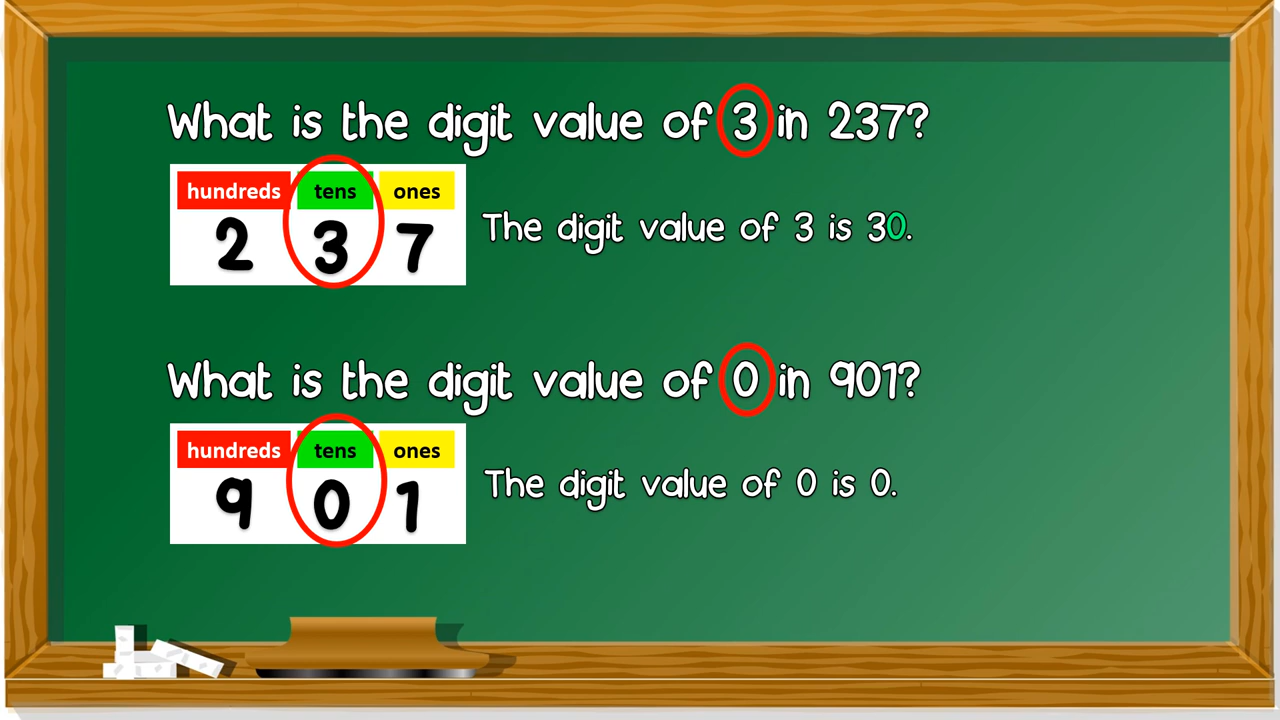 What is the digit value of 3 in 237?
hundreds tens ones
2 3 7
The digit value of 3 is 30.
What is the digit value of 0 in 901?
hundreds tens ones
9 0 1
The digit value of 0 is 0.